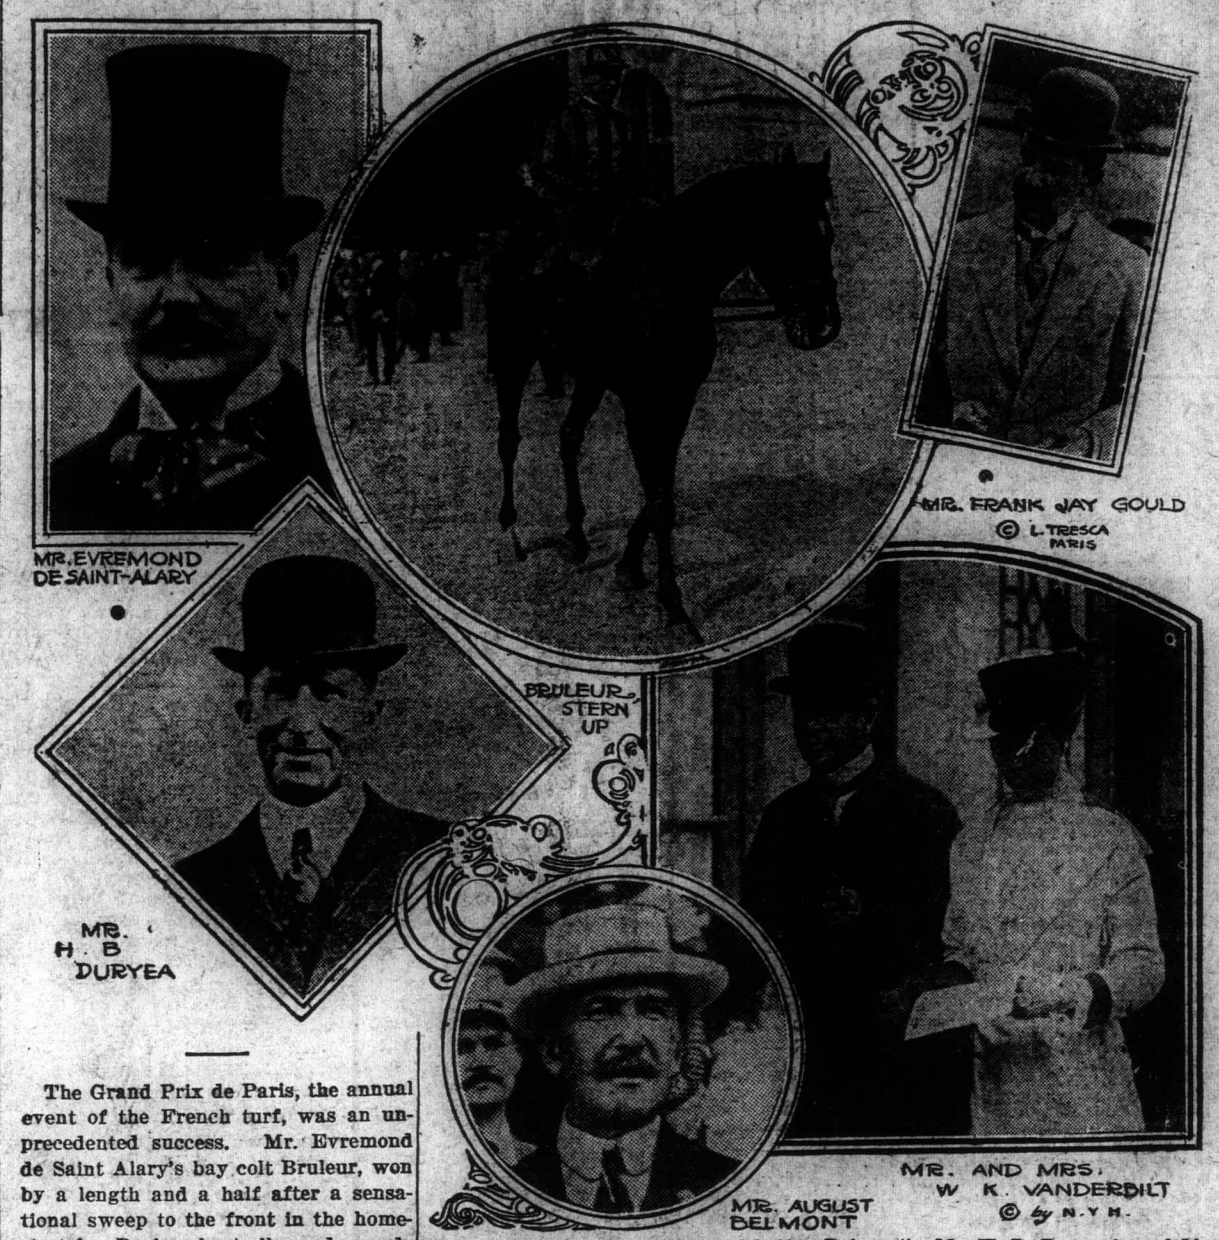 MR. EVREMOND
DE SAINT-ALARY
MR. FRANK JAY GOULD
© L. TRESCA
PARIS
BRULEUR,
STERN
UP
MR.
H. B
DURYEA
MR. AUGUST
BELMONT
MR. AND MRS.
W K. VANDERBILT
© by N.Y H.
The Grand Prix de Paris, the annual
event of the French turf, was an un-
precedented success. Mr. Evremond
de Saint Alary's bay colt Bruleur, won
by a length and a half after a sensa-
tional sweep to the front in the home-